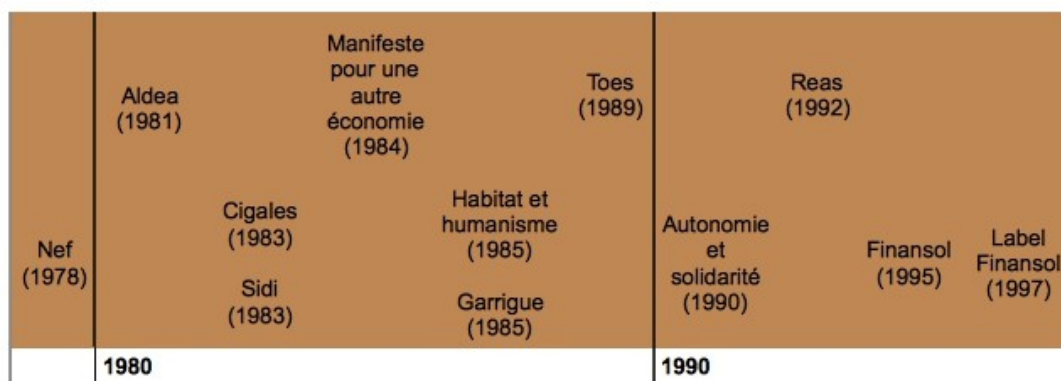 Nef
(1978)
Aldea
(1981)
Cigales
(1983)
Sidi
(1983)
Manifeste
pour une
autre
économie
(1984)
Habitat et
humanisme
(1985)
Garrigue
(1985)
Toes
(1989)
Autonomie
et
solidarité
(1990)
Reas
(1992)
Finansol
(1995)
Label
Finansol
(1997)
1980
1990